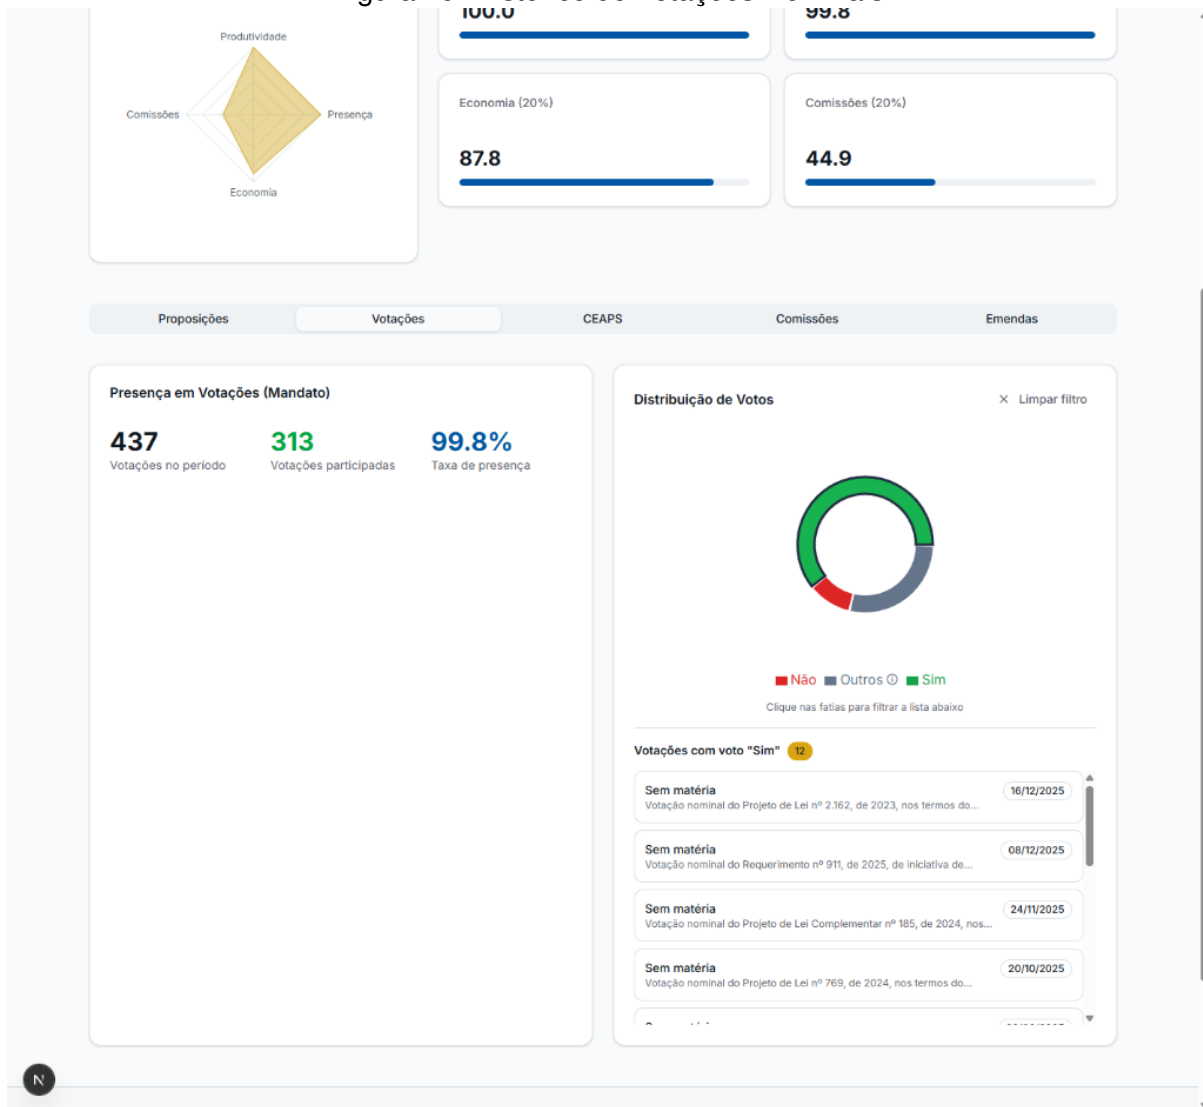 100.0
99.8
Produtividade
Comissões
Presença
Economia
Economia (20%)
87.8
Comissões (20%)
44.9
Proposições
Votações
CEAPS
Comissões
Emendas
Presença em Votações (Mandato)
437
Votações no período
313
Votações participadas
99.8%
Taxa de presença
Distribuição de Votos
× Limpar filtro
Não
Outros
Sim
Clique nas fatias para filtrar a lista abaixo
Votações com voto "Sim" 12
Sem matéria
16/12/2025
Votação nominal do Projeto de Lei nº 2.162, de 2023, nos termos do...
Sem matéria
08/12/2025
Votação nominal do Requerimento nº 911, de 2025, de iniciativa de...
Sem matéria
24/11/2025
Votação nominal do Projeto de Lei Complementar nº 185, de 2024, nos...
Sem matéria
20/10/2025
Votação nominal do Projeto de Lei nº 769, de 2024, nos termos do...
N